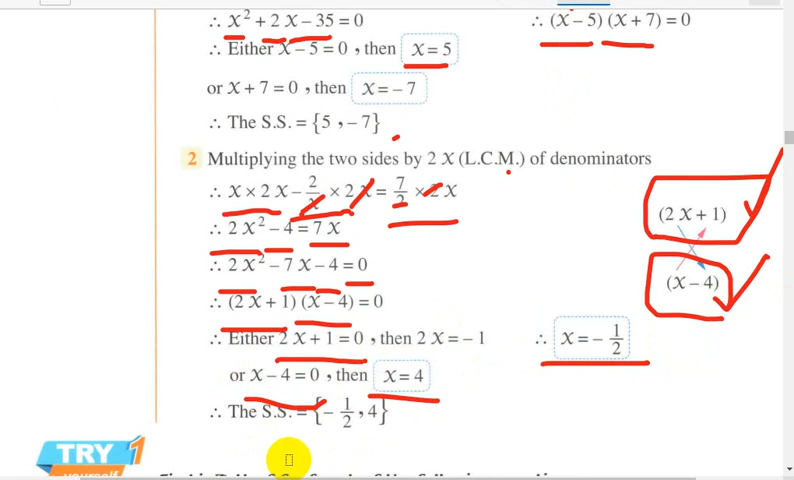 ∴ X² + 2 X – 35 = 0
∴ (X – 5) (X + 7) = 0
∴ Either X – 5 = 0 , then X = 5
or X + 7 = 0 , then X = – 7
∴ The S.S. = {5 , – 7}
2 Multiplying the two sides by 2 X (L.C.M.) of denominators
∴ X × 2 X – 2/X × 2 X = 7/2 × 2 X
∴ 2 X² – 4 = 7 X
(2 X + 1)
∴ 2 X² – 7 X – 4 = 0
(X – 4)
∴ (2 X + 1) (X – 4) = 0
∴ Either 2 X + 1 = 0 , then 2 X = – 1 ∴ X = – 1/2
or X – 4 = 0 , then X = 4
∴ The S.S. = {– 1/2 , 4}
TRY 1
yourself